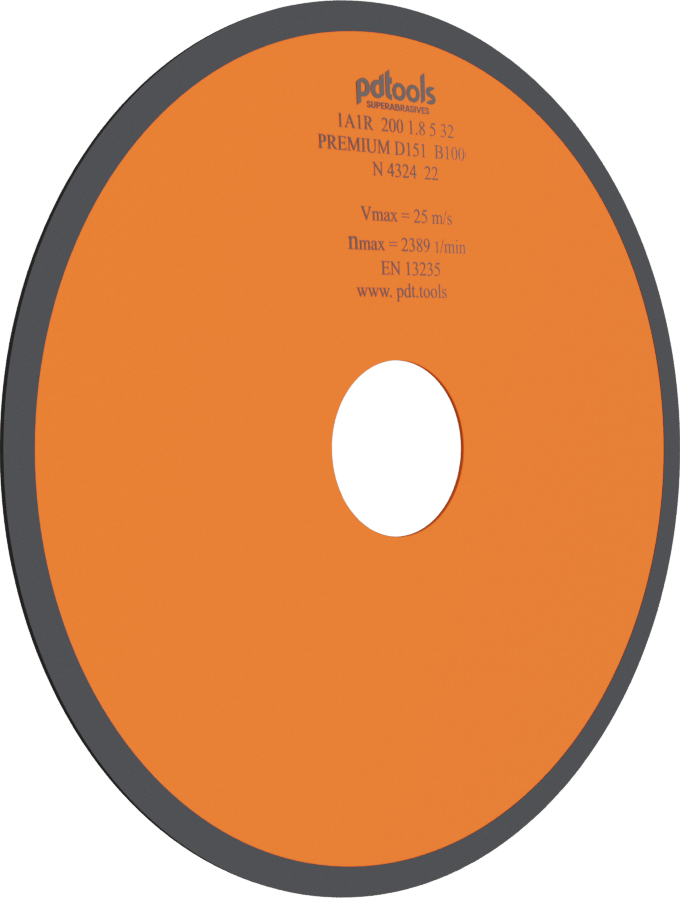 pdtools
SUPERABRASIVES
1A1R 200 1.8 5 32
PREMIUM D151 B100
N 4324 22
Vmax = 25 m/s
nmax = 2389 1/min
EN 13235
www. pdt.tools